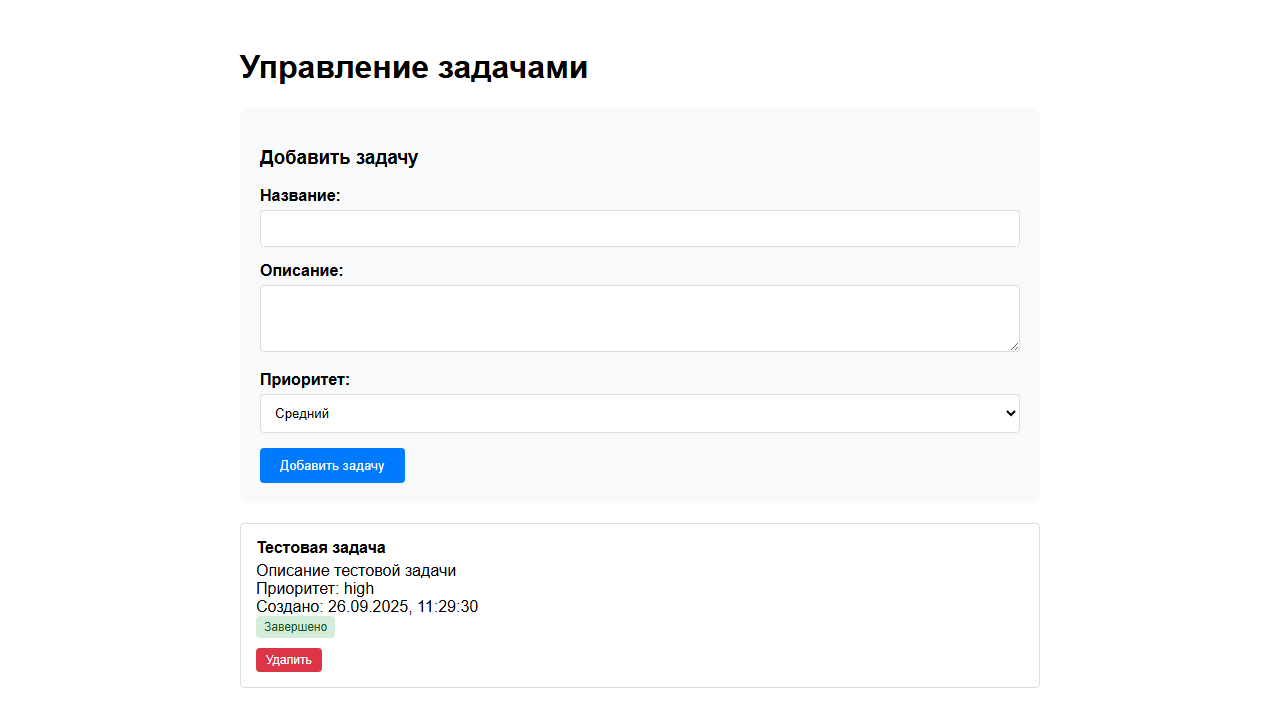 Управление задачами
Добавить задачу
Название:
Описание:
Приоритет:
Средний
Добавить задачу
Тестовая задача
Описание тестовой задачи
Приоритет: high
Создано: 26.09.2025, 11:29:30
Завершено
Удалить